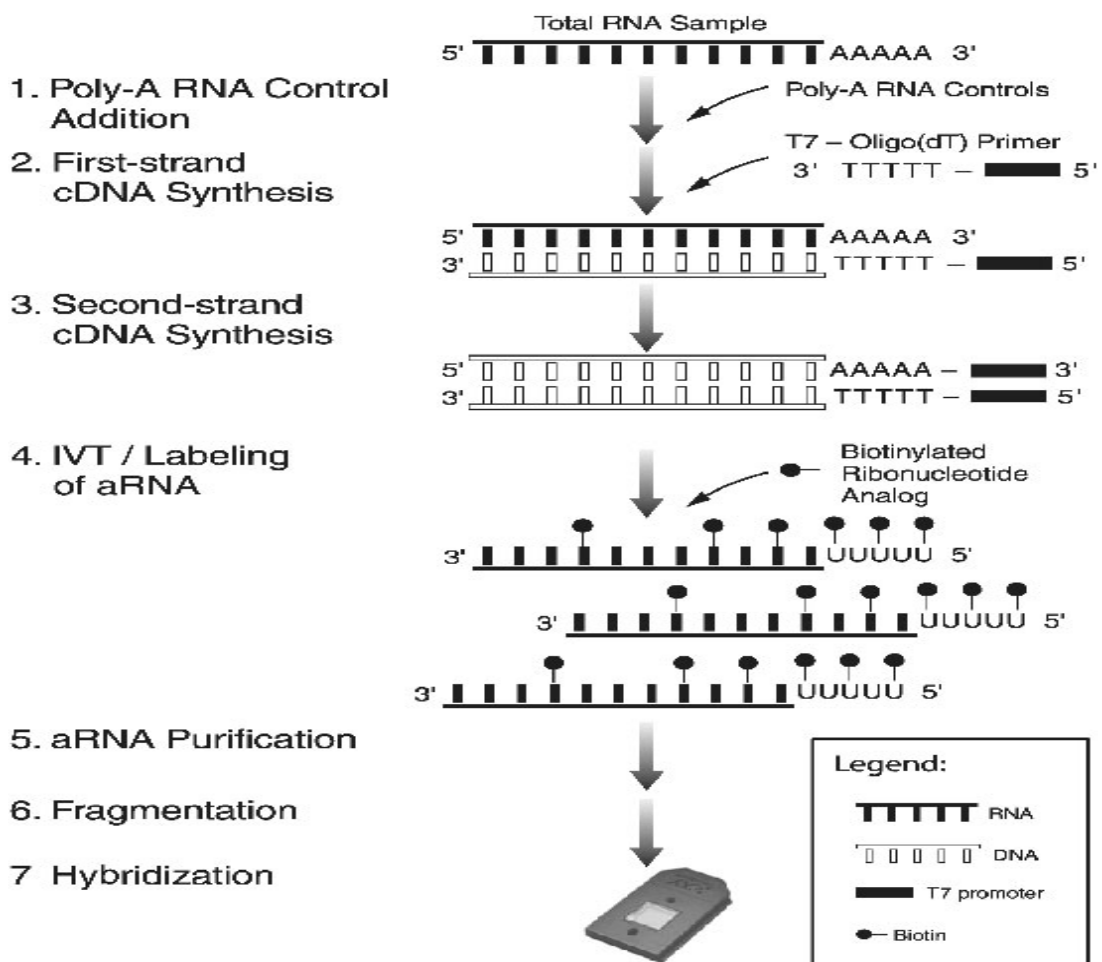 Total RNA Sample
5' AAAAA 3'
1. Poly-A RNA Control
Addition
Poly-A RNA Controls
2. First-strand
cDNA Synthesis
T7 – Oligo(dT) Primer
3' TTTTT – 5'
5' AAAAA 3'
3' TTTTT – 5'
3. Second-strand
cDNA Synthesis
5' AAAAA – 3'
3' TTTTT – 5'
4. IVT / Labeling
of aRNA
Biotinylated
Ribonucleotide
Analog
3' UUUUU 5'
3' UUUUU 5'
3' UUUUU 5'
5. aRNA Purification
6. Fragmentation
7 Hybridization
Legend:
RNA
DNA
T7 promoter
Biotin